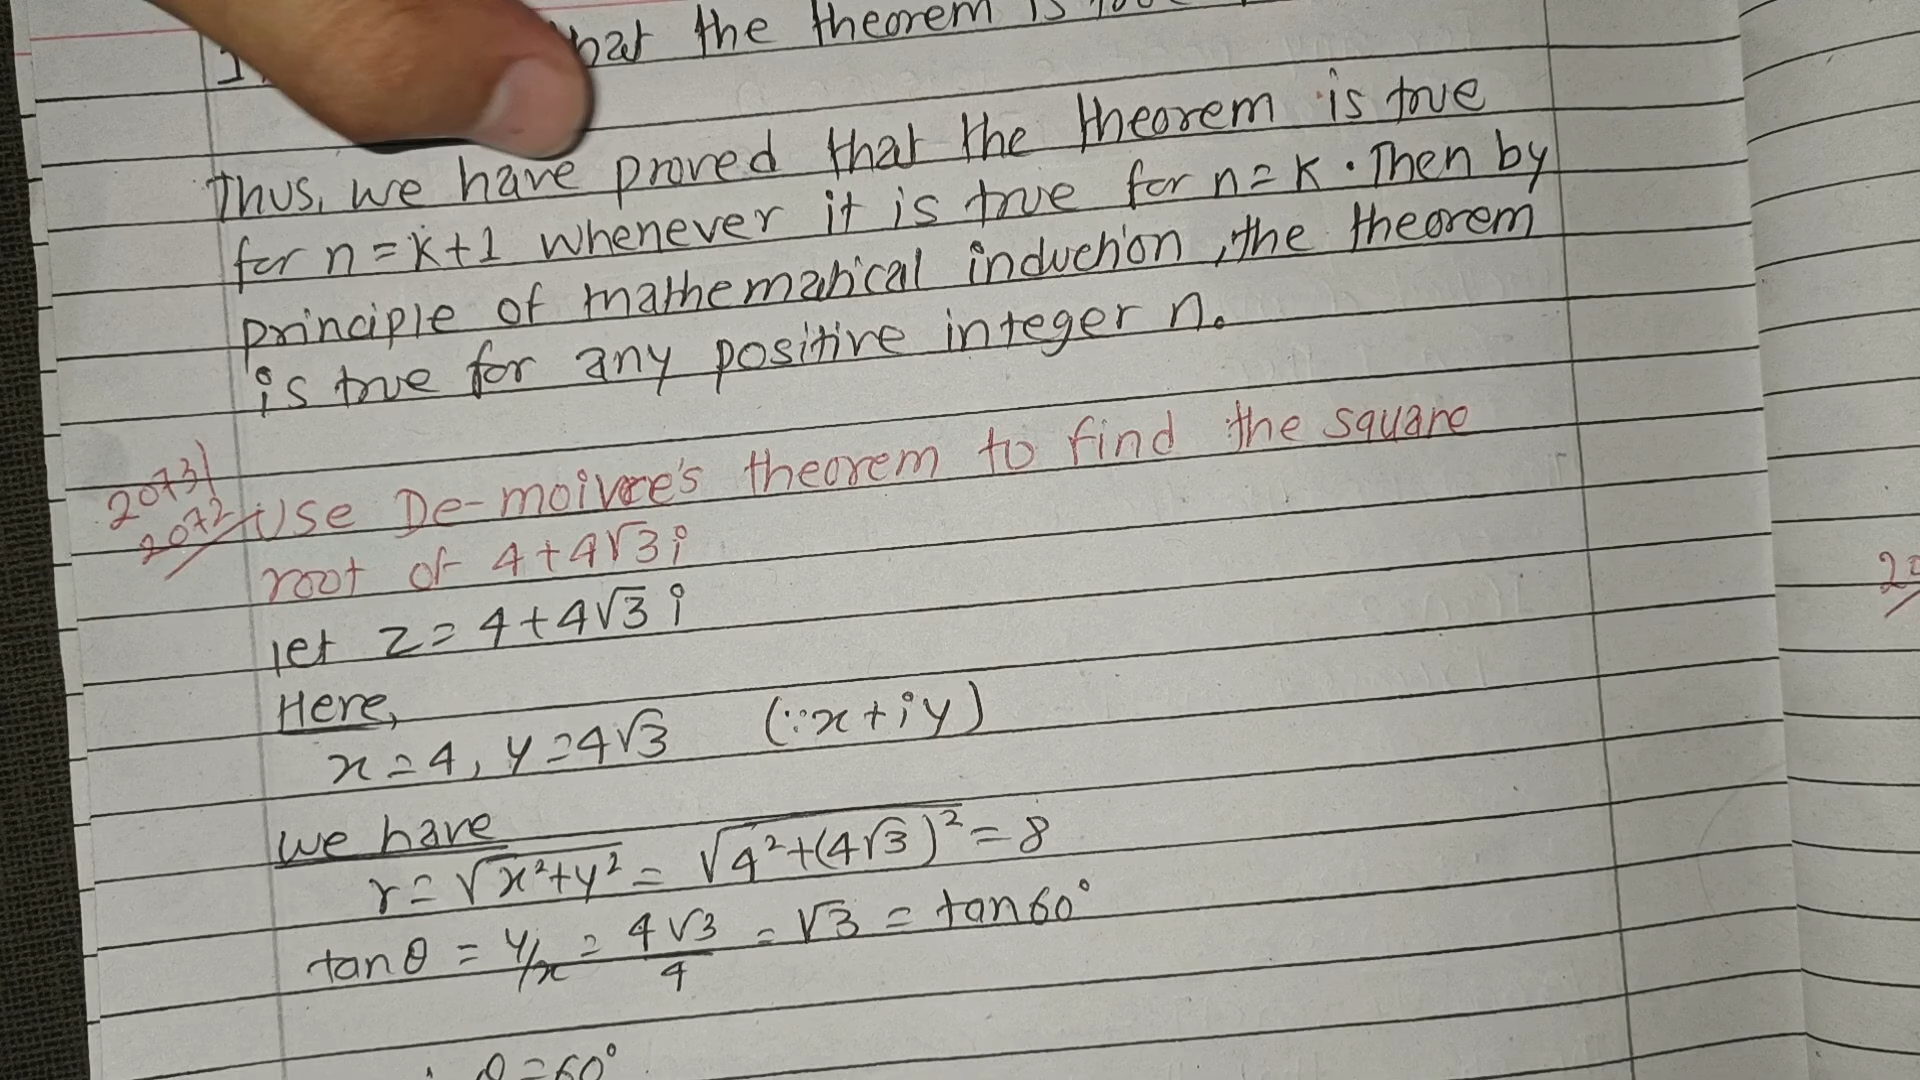 hat the theorem is
Thus, we have proved that the theorem is true
for n=k+1 whenever it is true for n=k. Then by
principle of mathematical induction, the theorem
is true for any positive integer n.
2073
2072 Use De-moivre's theorem to find the square
root of 4+4√3i
let z=4+4√3i
Here,
x=4, y=4√3 (∵x+iy)
we have
r=√x²+y² = √4²+(4√3)² = 8
tanθ = y/x = 4√3/4 = √3 = tan60°
θ=60°